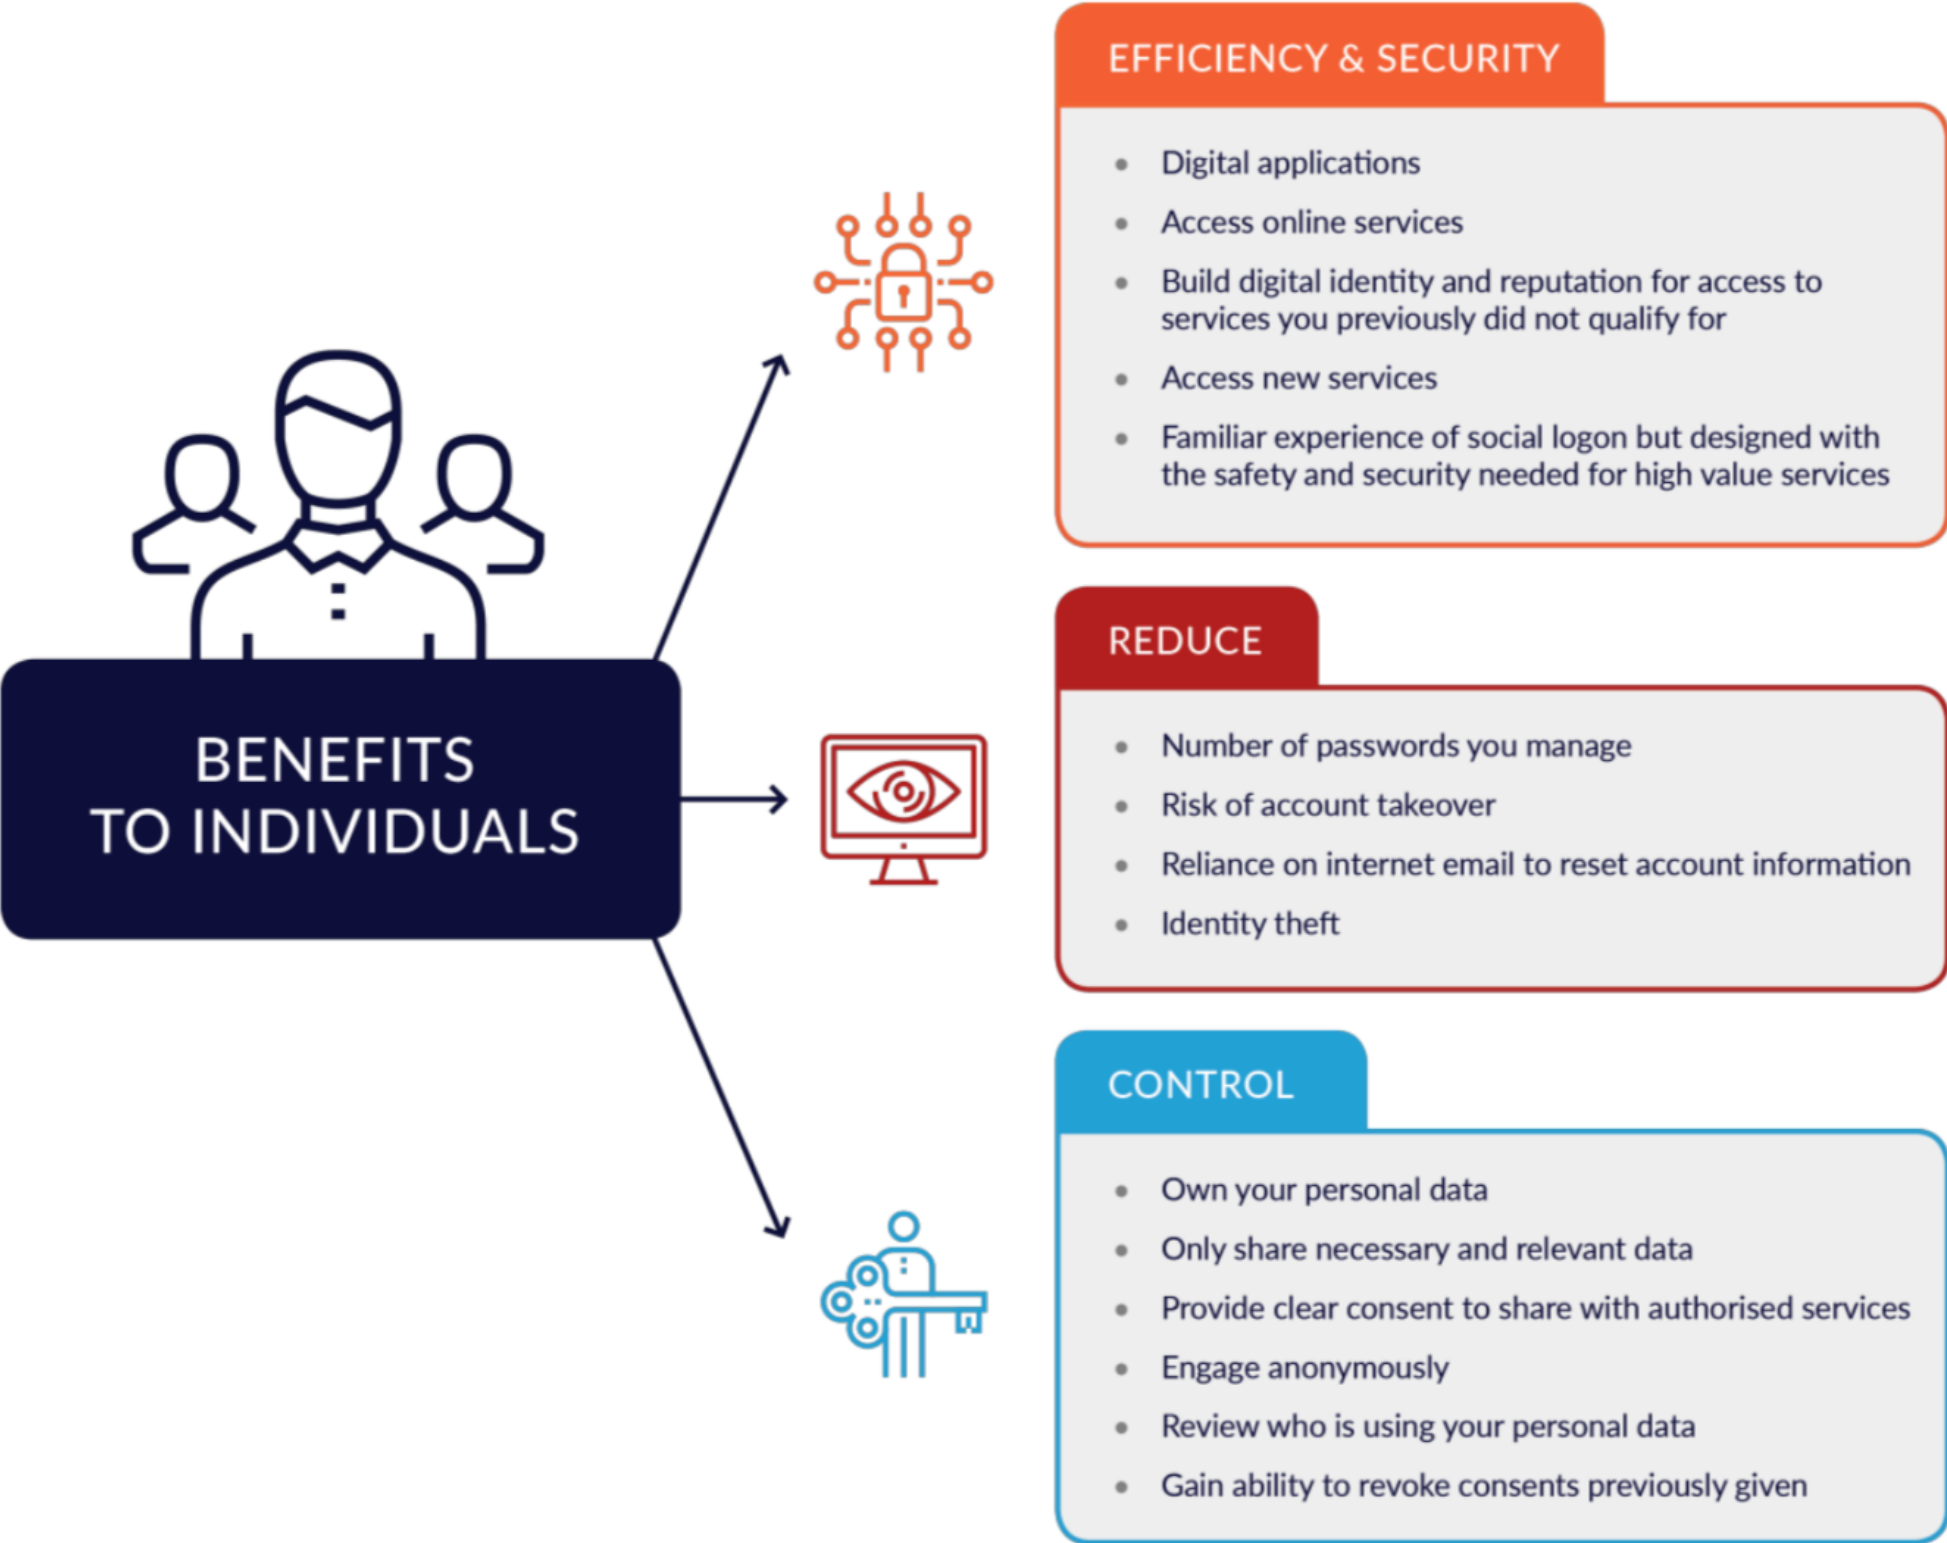 BENEFITS
TO INDIVIDUALS
EFFICIENCY & SECURITY
Digital applications
Access online services
Build digital identity and reputation for access to
services you previously did not qualify for
Access new services
Familiar experience of social logon but designed with
the safety and security needed for high value services
REDUCE
Number of passwords you manage
Risk of account takeover
Reliance on internet email to reset account information
Identity theft
CONTROL
Own your personal data
Only share necessary and relevant data
Provide clear consent to share with authorised services
Engage anonymously
Review who is using your personal data
Gain ability to revoke consents previously given